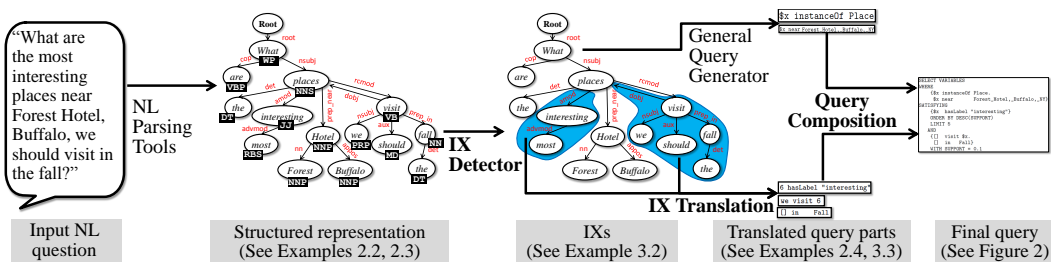 “What are
the most
interesting
places near
Forest Hotel,
Buffalo, we
should visit in
the fall?”
NL
Parsing
Tools
Root
root
What
WP
cop
nsubj
are
VBP
places
NNS
det
amod
prep_near
dobj
rcmod
the
DT
interesting
JJ
advmod
most
RBS
Hotel
NNP
nn
appos
Forest
NNP
Buffalo
NNP
visit
VB
nsubj
aux
prep_in
we
PRP
should
MD
fall
NN
det
the
DT
IX
Detector
Root
root
What
cop
nsubj
are
places
det
amod
prep_near
dobj
rcmod
the
interesting
advmod
most
Hotel
nn
appos
Forest
Buffalo
visit
nsubj
aux
prep_in
we
should
fall
det
the
General
Query
Generator
IX Translation
$x instanceOf Place
$x near Forest_Hotel,_Buffalo,_NY
6 hasLabel "interesting"
we visit 6
[] in Fall
Query
Composition
SELECT VARIABLES
WHERE
{$x instanceOf Place.
$x near Forest_Hotel,_Buffalo,_NY}
SATISFYING
{$x hasLabel "interesting"}
ORDER BY DESC(SUPPORT)
LIMIT 6
AND
{[] visit $x.
[] in Fall}
WITH SUPPORT = 0.1
Input NL
question
Structured representation
(See Examples 2.2, 2.3)
IXs
(See Example 3.2)
Translated query parts
(See Examples 2.4, 3.3)
Final query
(See Figure 2)